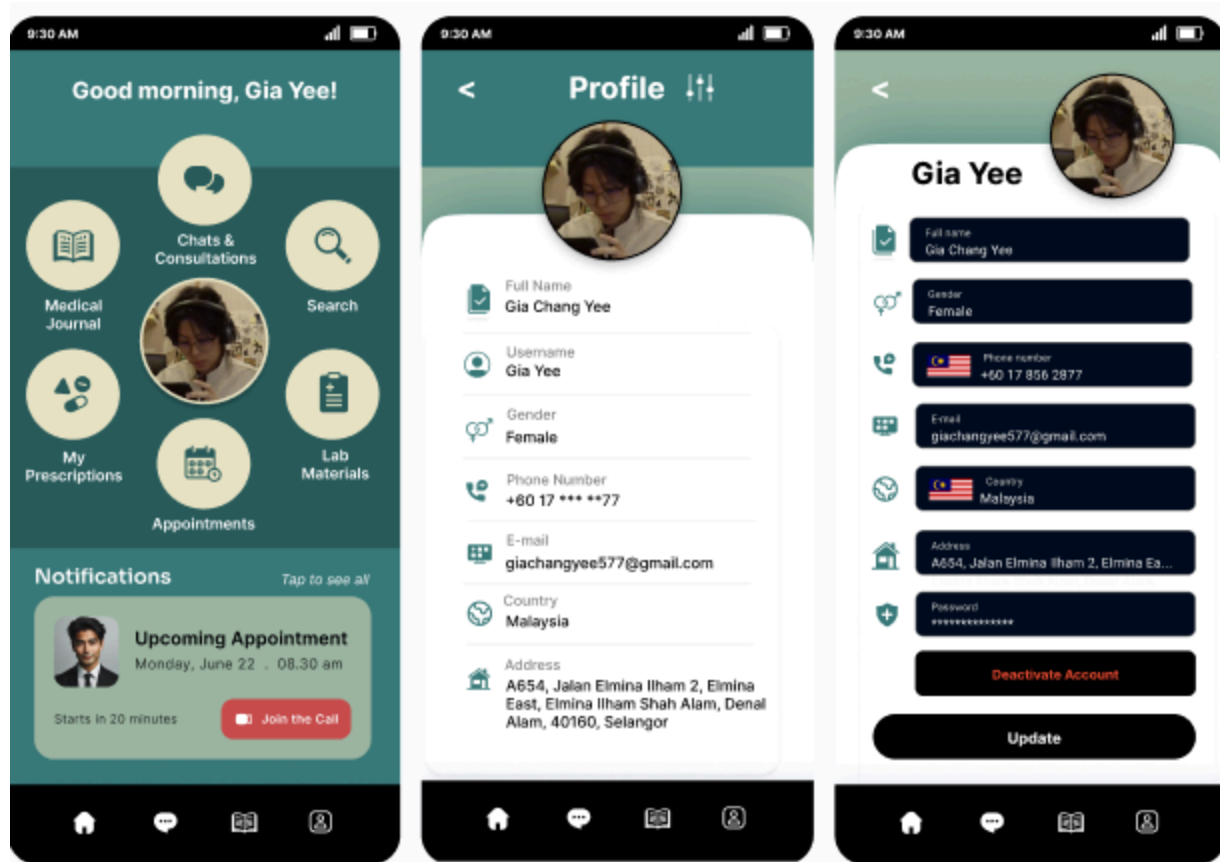 9:30 AM
Good morning, Gia Yee!
Chats &
Consultations
Medical
Journal
Search
My
Prescriptions
Lab
Materials
Appointments
Notifications
Tap to see all
Upcoming Appointment
Monday, June 22 . 08.30 am
Starts in 20 minutes
Join the Call
9:30 AM
<
Profile
Full Name
Gia Chang Yee
Username
Gia Yee
Gender
Female
Phone Number
+60 17 *** **77
E-mail
giachangyee577@gmail.com
Country
Malaysia
Address
A654, Jalan Elmina Ilham 2, Elmina
East, Elmina Ilham Shah Alam, Denai
Alam, 40160, Selangor
9:30 AM
<
Gia Yee
Full name
Gia Chang Yee
Gender
Female
Phone number
+60 17 856 2877
E-mail
giachangyee577@gmail.com
Country
Malaysia
Address
A654, Jalan Elmina Ilham 2, Elmina Ea...
Password
**************
Deactivate Account
Update